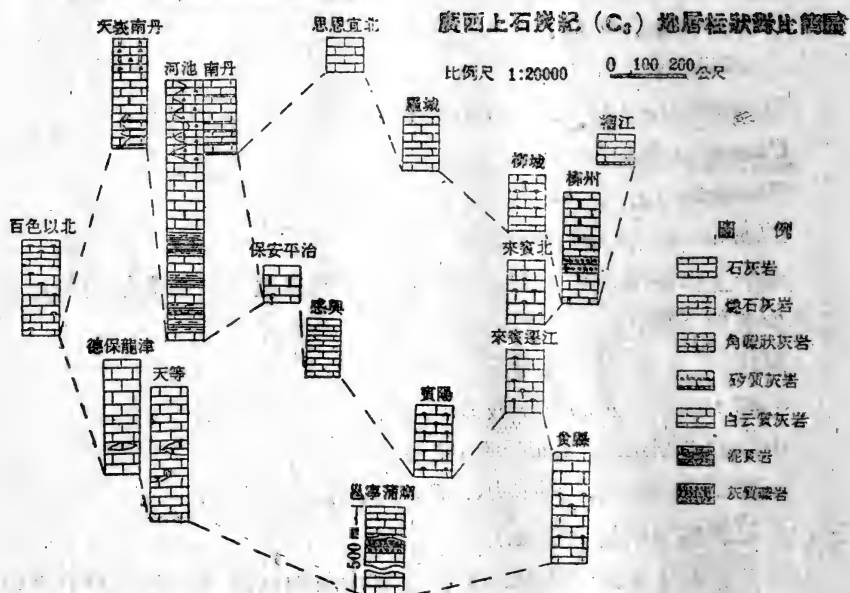 廣西上石炭紀（C₃）地层柱狀對比簡圖
比例尺 1:20000
0 100 200 公尺
天峩南丹
河池 南丹
思恩宜北
羅城
柳城
溜江
柳州
百色以北
保安平治
感興
來賓北
來賓遷江
德保龍津
天等
賓陽
貴縣
邕寧蒲廟
500m
圖 例
石灰岩
燧石灰岩
角礫狀灰岩
矽質灰岩
白云質灰岩
泥頁岩
灰質礫岩